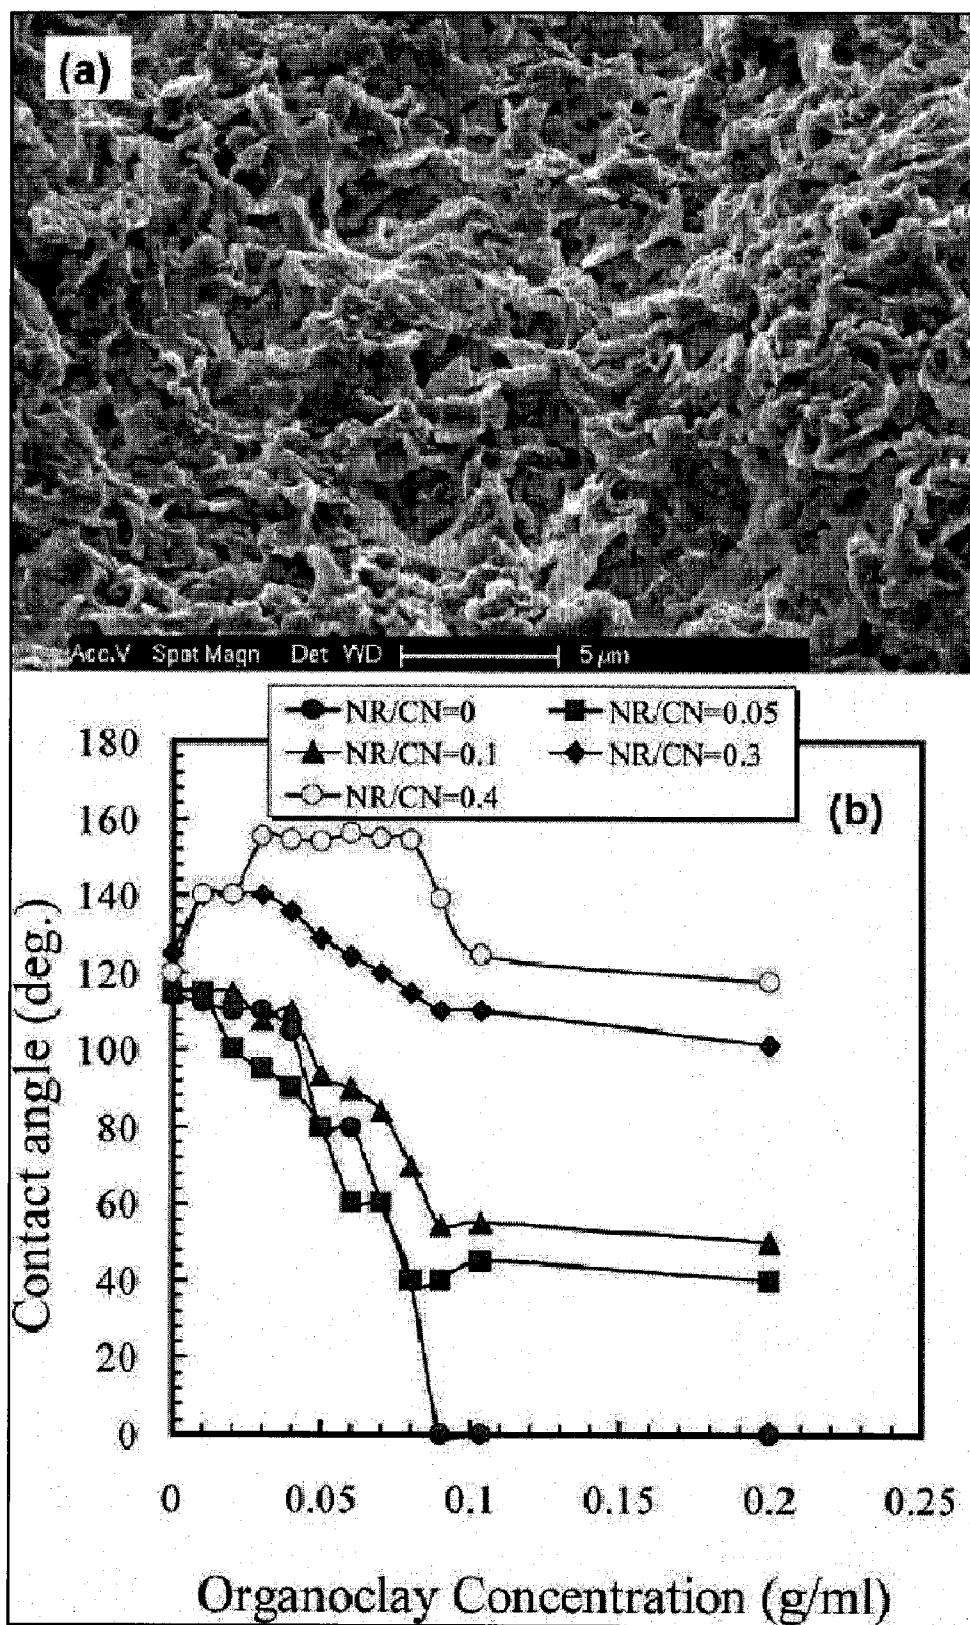 (a)
Acc.V Spot Magn Det WD 5 µm
NR/CN=0 NR/CN=0.05
NR/CN=0.1 NR/CN=0.3
NR/CN=0.4
(b)
180
160
140
120
100
80
60
40
20
0
Contact angle (deg.)
0 0.05 0.1 0.15 0.2 0.25
Organoclay Concentration (g/ml)